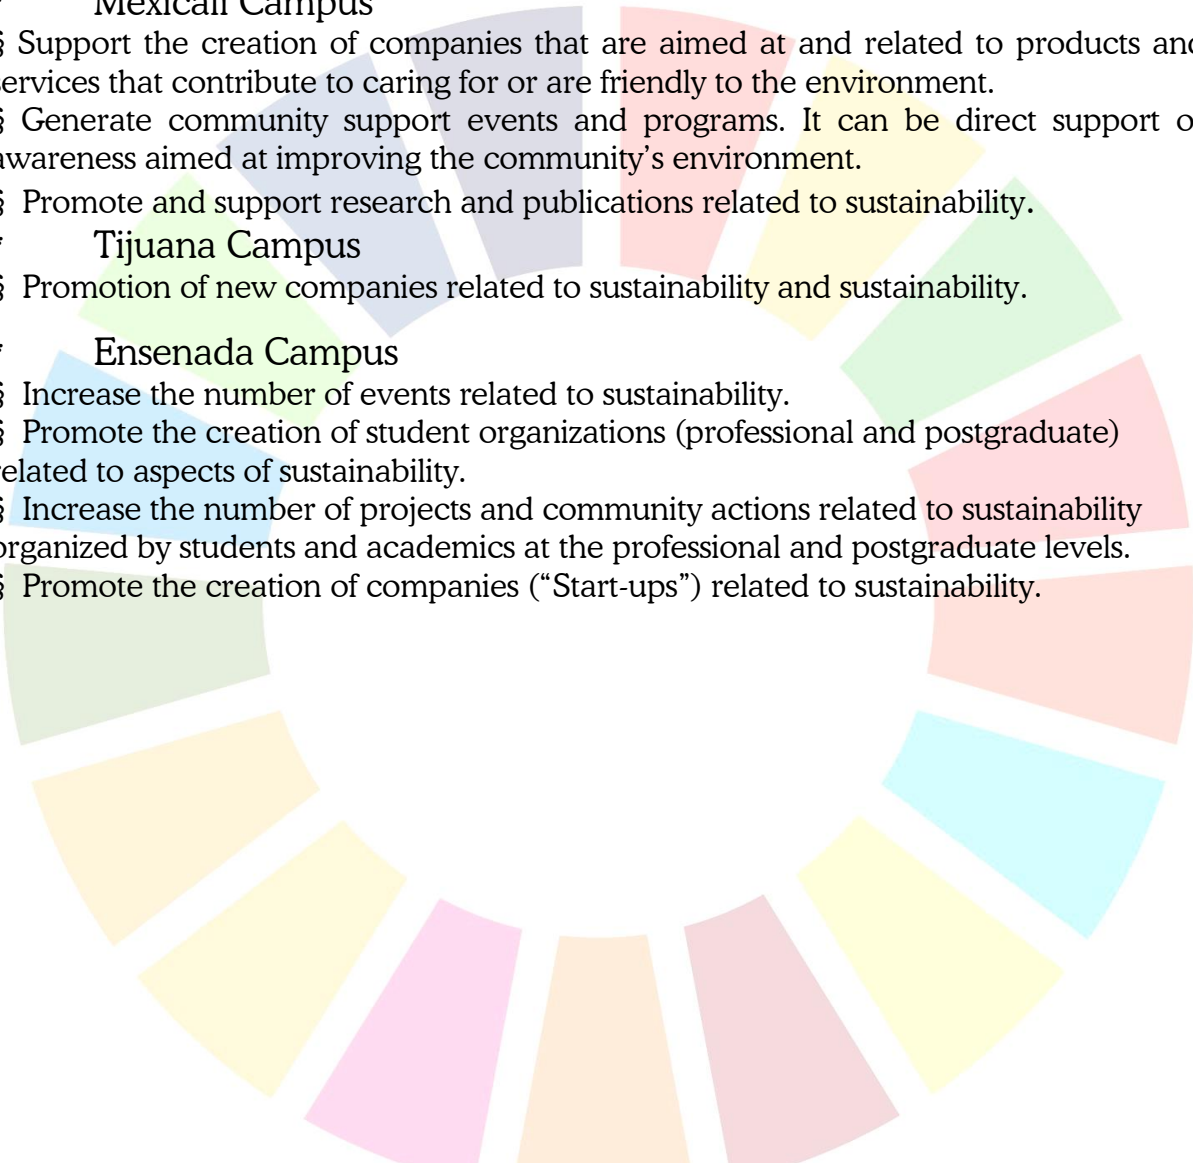 Mexicali Campus
§ Support the creation of companies that are aimed at and related to products and
services that contribute to caring for or are friendly to the environment.
§ Generate community support events and programs. It can be direct support o
awareness aimed at improving the community's environment.
§ Promote and support research and publications related to sustainability.
Tijuana Campus
§ Promotion of new companies related to sustainability and sustainability.
Ensenada Campus
§ Increase the number of events related to sustainability.
§ Promote the creation of student organizations (professional and postgraduate)
related to aspects of sustainability.
§ Increase the number of projects and community actions related to sustainability
organized by students and academics at the professional and postgraduate levels.
§ Promote the creation of companies (“Start-ups”) related to sustainability.